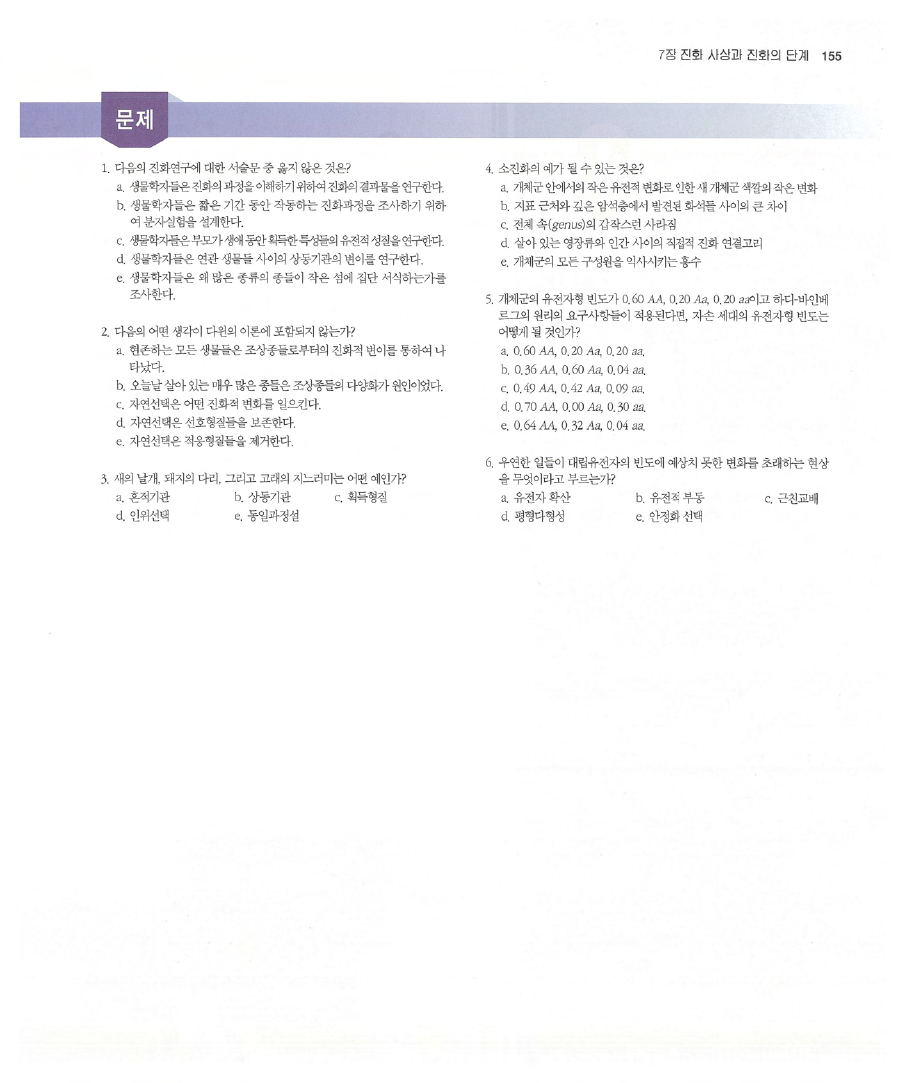 7장 진화 사상과 진화의 단계 155
문제
1. 다음의 진화연구에 대한 서술문 중 옳지 않은 것은?
a. 생물학자들은 진화의 과정을 이해하기 위하여 진화의 결과물을 연구한다.
b. 생물학자들은 짧은 기간 동안 작동하는 진화과정을 조사하기 위하
여 분자실험을 설계한다.
c. 생물학자들은 부모가 생애 동안 획득한 특성들의 유전적 성질을 연구한다.
d. 생물학자들은 연관 생물들 사이의 상동기관의 변이를 연구한다.
e. 생물학자들은 왜 많은 종류의 종들이 작은 섬에 집단 서식하는가를
조사한다.
2. 다음의 어떤 생각이 다윈의 이론에 포함되지 않는가?
a. 현존하는 모든 생물들은 조상종들로부터의 진화적 변이를 통하여 나
타났다.
b. 오늘날 살아 있는 매우 많은 종들은 조상종들의 다양화가 원인이었다.
c. 자연선택은 어떤 진화적 변화를 일으킨다.
d. 자연선택은 선호형질들을 보존한다.
e. 자연선택은 적응형질들을 제거한다.
3. 새의 날개, 돼지의 다리, 그리고 고래의 지느러미는 어떤 예인가?
a. 흔적기관 b. 상동기관 c. 획득형질
d. 인위선택 e. 동일과정설
4. 소진화의 예가 될 수 있는 것은?
a. 개체군 안에서의 작은 유전적 변화로 인한 새 개체군 색깔의 작은 변화
b. 지표 근처와 깊은 암석층에서 발견된 화석들 사이의 큰 차이
c. 전체 속(genus)의 갑작스런 사라짐
d. 살아 있는 영장류와 인간 사이의 직접적 진화 연결고리
e. 개체군의 모든 구성원을 익사시키는 홍수
5. 개체군의 유전자형 빈도가 0.60 AA, 0.20 Aa, 0.20 aa이고 하디-바인베
르그의 원리의 요구사항들이 적용된다면, 자손 세대의 유전자형 빈도는
어떻게 될 것인가?
a. 0.60 AA, 0.20 Aa, 0.20 aa.
b. 0.36 AA, 0.60 Aa, 0.04 aa.
c. 0.49 AA, 0.42 Aa, 0.09 aa.
d. 0.70 AA, 0.00 Aa, 0.30 aa.
e. 0.64 AA, 0.32 Aa, 0.04 aa.
6. 우연한 일들이 대립유전자의 빈도에 예상치 못한 변화를 초래하는 현상
을 무엇이라고 부르는가?
a. 유전자 확산 b. 유전적 부동 c. 근친교배
d. 평형다형성 e. 안정화 선택